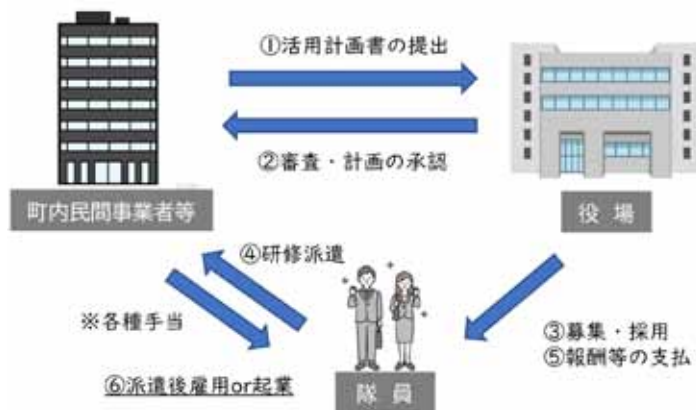 ①活用計画書の提出
②審査・計画の承認
町内民間事業者等
役場
④研修派遣
※各種手当
③募集・採用
⑤報酬等の支払
⑥派遣後雇用or起業
隊員